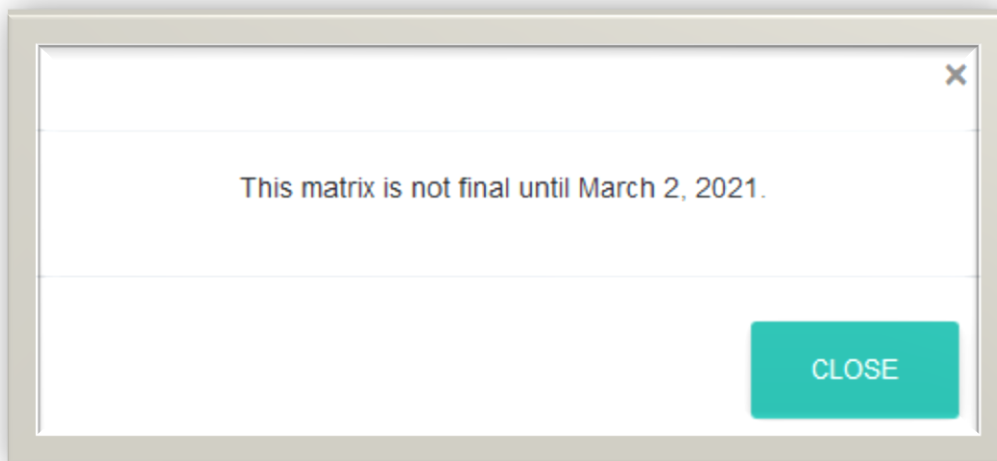 This matrix is not final until March 2, 2021.
CLOSE